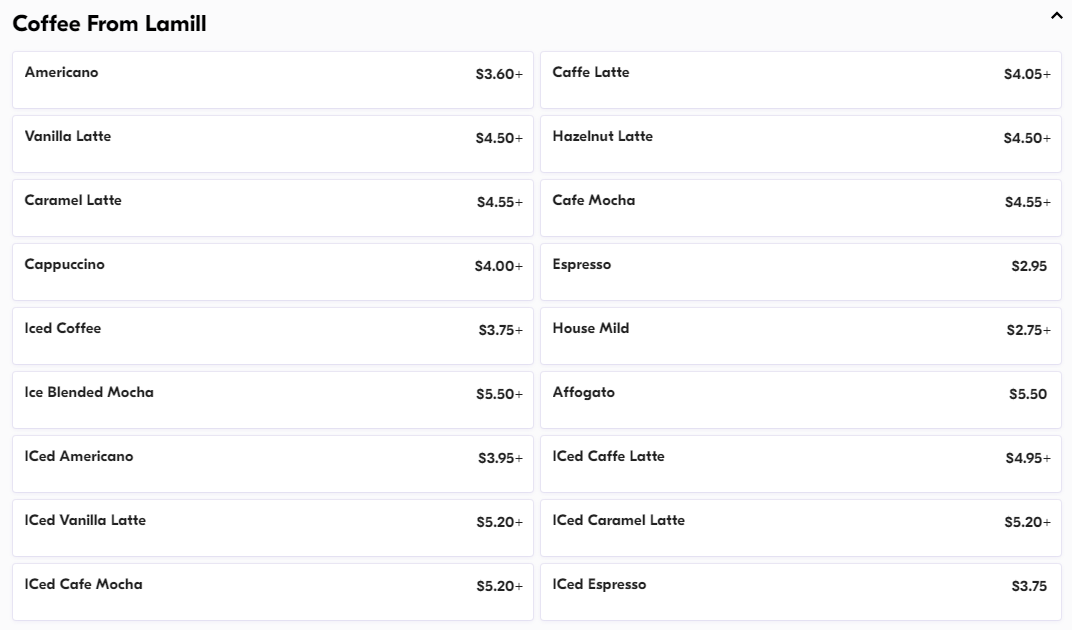 Coffee From Lamill
Americano $3.60+
Caffe Latte $4.05+
Vanilla Latte $4.50+
Hazelnut Latte $4.50+
Caramel Latte $4.55+
Cafe Mocha $4.55+
Cappuccino $4.00+
Espresso $2.95
Iced Coffee $3.75+
House Mild $2.75+
Ice Blended Mocha $5.50+
Affogato $5.50
ICed Americano $3.95+
ICed Caffe Latte $4.95+
ICed Vanilla Latte $5.20+
ICed Caramel Latte $5.20+
ICed Cafe Mocha $5.20+
ICed Espresso $3.75